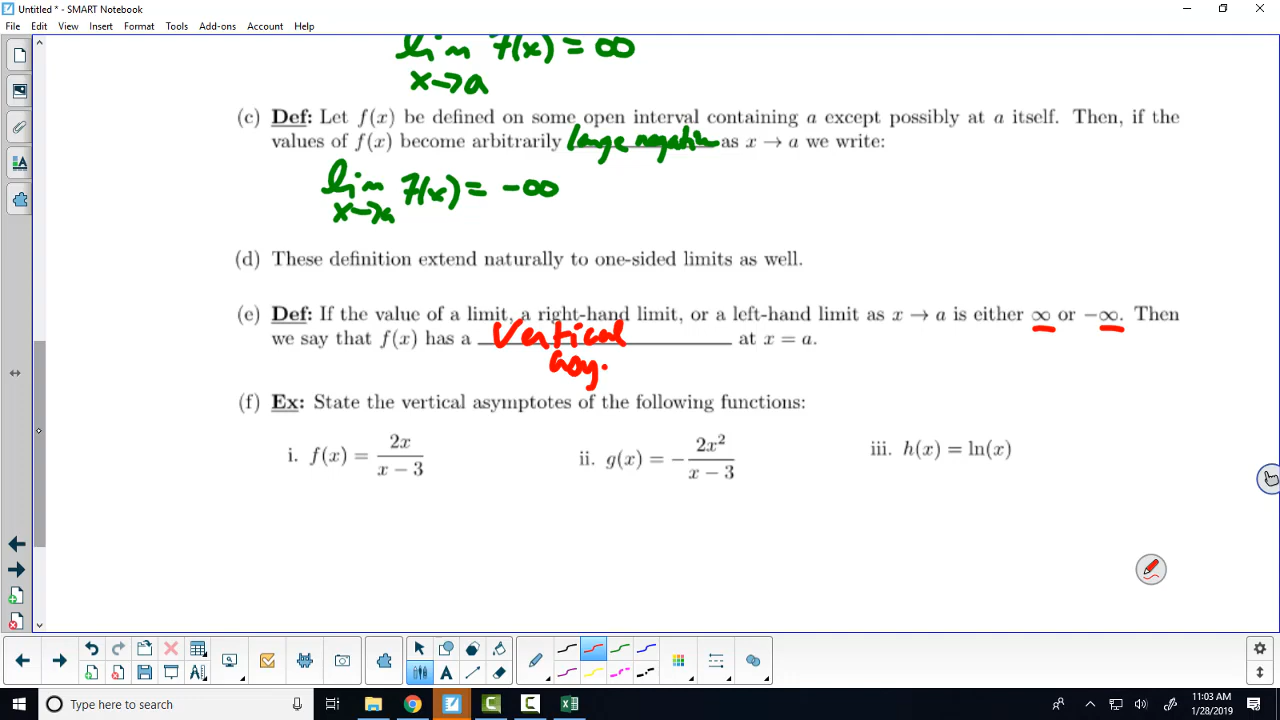 Untitled * - SMART Notebook
File Edit View Insert Format Tools Add-ons Account Help
lim f(x) = ∞
x→a
(c) Def: Let f(x) be defined on some open interval containing a except possibly at a itself. Then, if the
values of f(x) become arbitrarily large negative as x → a we write:
lim f(x) = -∞
x→a
(d) These definition extend naturally to one-sided limits as well.
(e) Def: If the value of a limit, a right-hand limit, or a left-hand limit as x → a is either ∞ or −∞. Then
we say that f(x) has a Vertical at x = a.
Asy.
(f) Ex: State the vertical asymptotes of the following functions:
i. f(x) = 2x / x − 3 ii. g(x) = − 2x² / x − 3 iii. h(x) = ln(x)
Type here to search
11:03 AM
1/28/2019